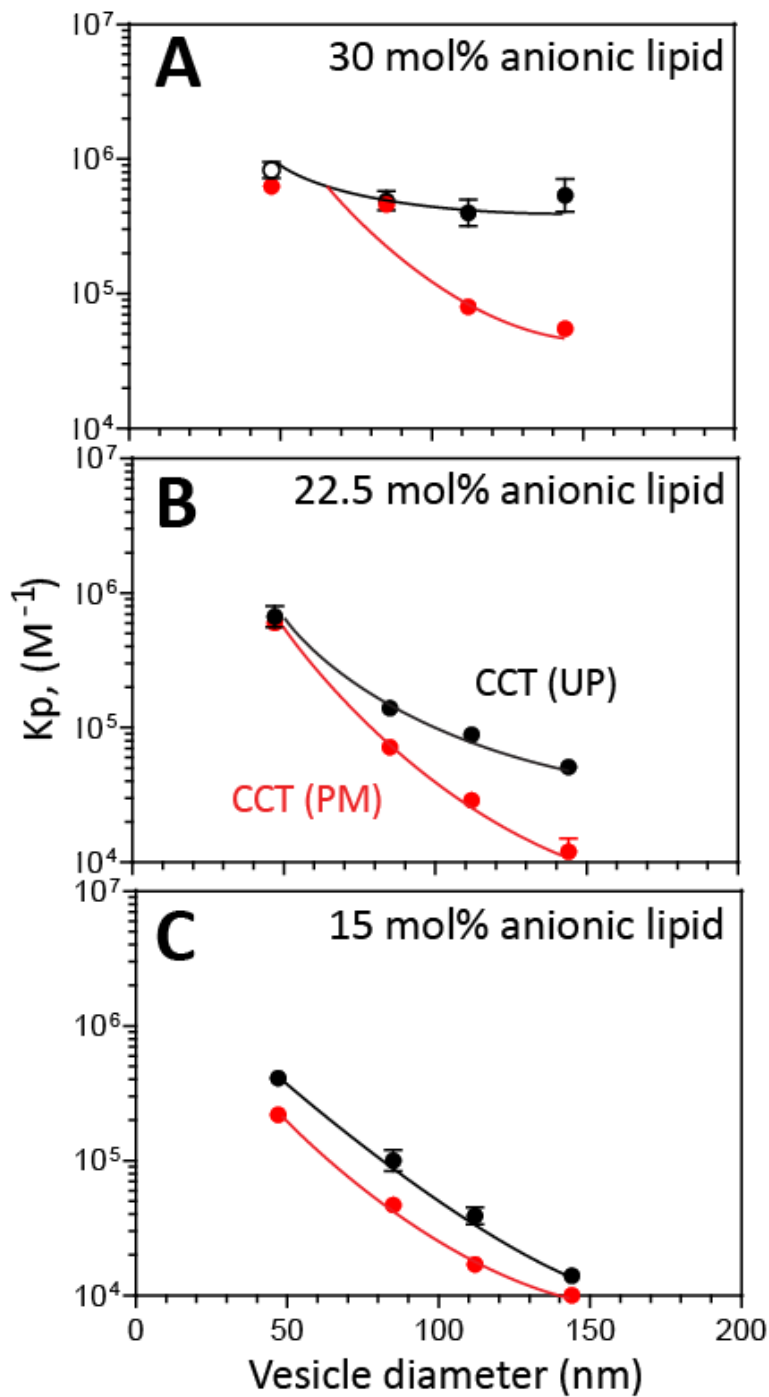 A 30 mol% anionic lipid
10⁷
10⁶
10⁵
10⁴
B 22.5 mol% anionic lipid
10⁷
10⁶
10⁵
10⁴
CCT (UP)
CCT (PM)
Kp, (M⁻¹)
C 15 mol% anionic lipid
10⁷
10⁶
10⁵
10⁴
0 50 100 150 200
Vesicle diameter (nm)